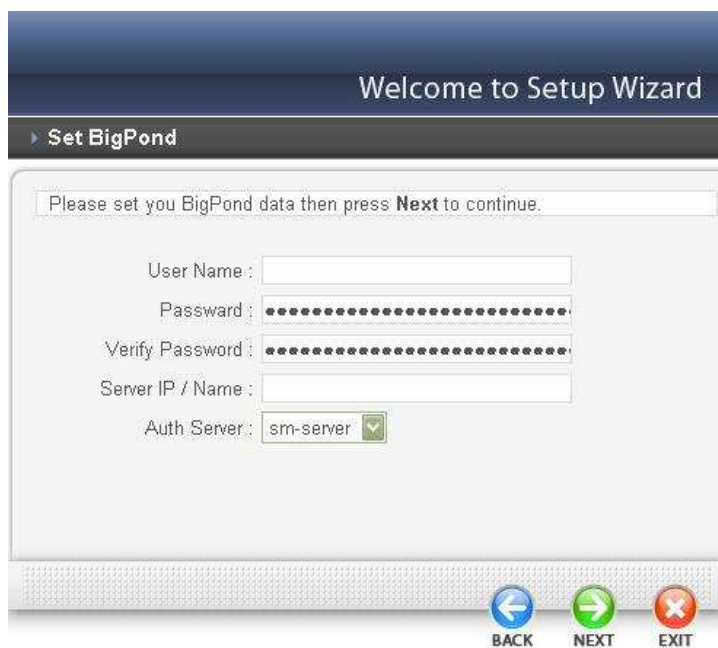 Welcome to Setup Wizard
Set BigPond
Please set you BigPond data then press Next to continue.
User Name :
Passward :
Verify Password :
Server IP / Name :
Auth Server : sm-server
BACK NEXT EXIT